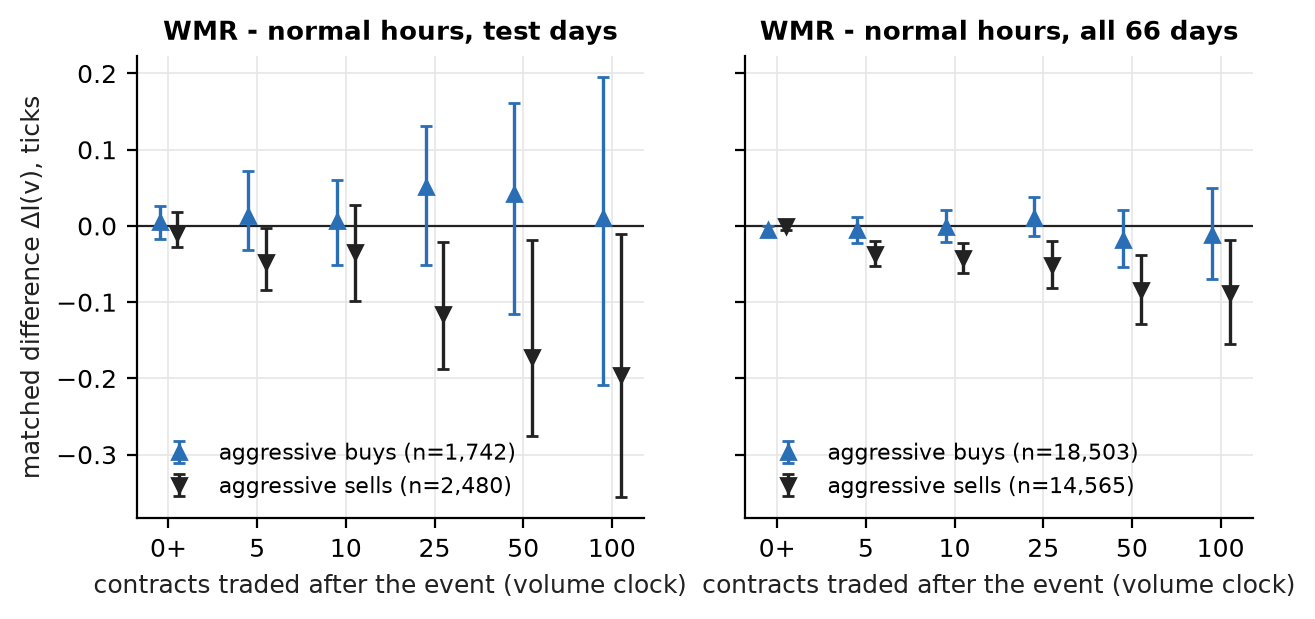 WMR - normal hours, test days
WMR - normal hours, all 66 days
matched difference ΔI(v), ticks
0.2
0.1
0.0
−0.1
−0.2
−0.3
aggressive buys (n=1,742)
aggressive sells (n=2,480)
aggressive buys (n=18,503)
aggressive sells (n=14,565)
0+ 5 10 25 50 100
0+ 5 10 25 50 100
contracts traded after the event (volume clock)
contracts traded after the event (volume clock)